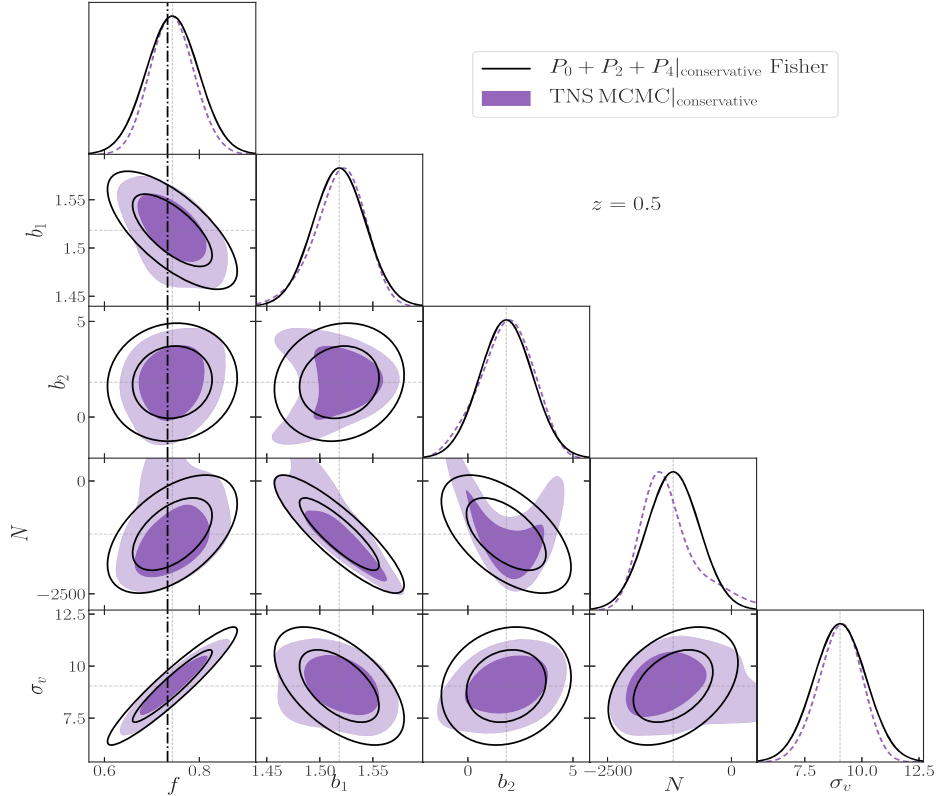 P₀ + P₂ + P₄|conservative Fisher
TNS MCMC|conservative
z = 0.5
b₁
1.55
1.5
1.45
b₂
5
0
N
0
−2500
σᵥ
12.5
10
7.5
0.6 0.8 1.45 1.50 1.55 0 5 −2500 0 7.5 10.0 12.5
f b₁ b₂ N σᵥ